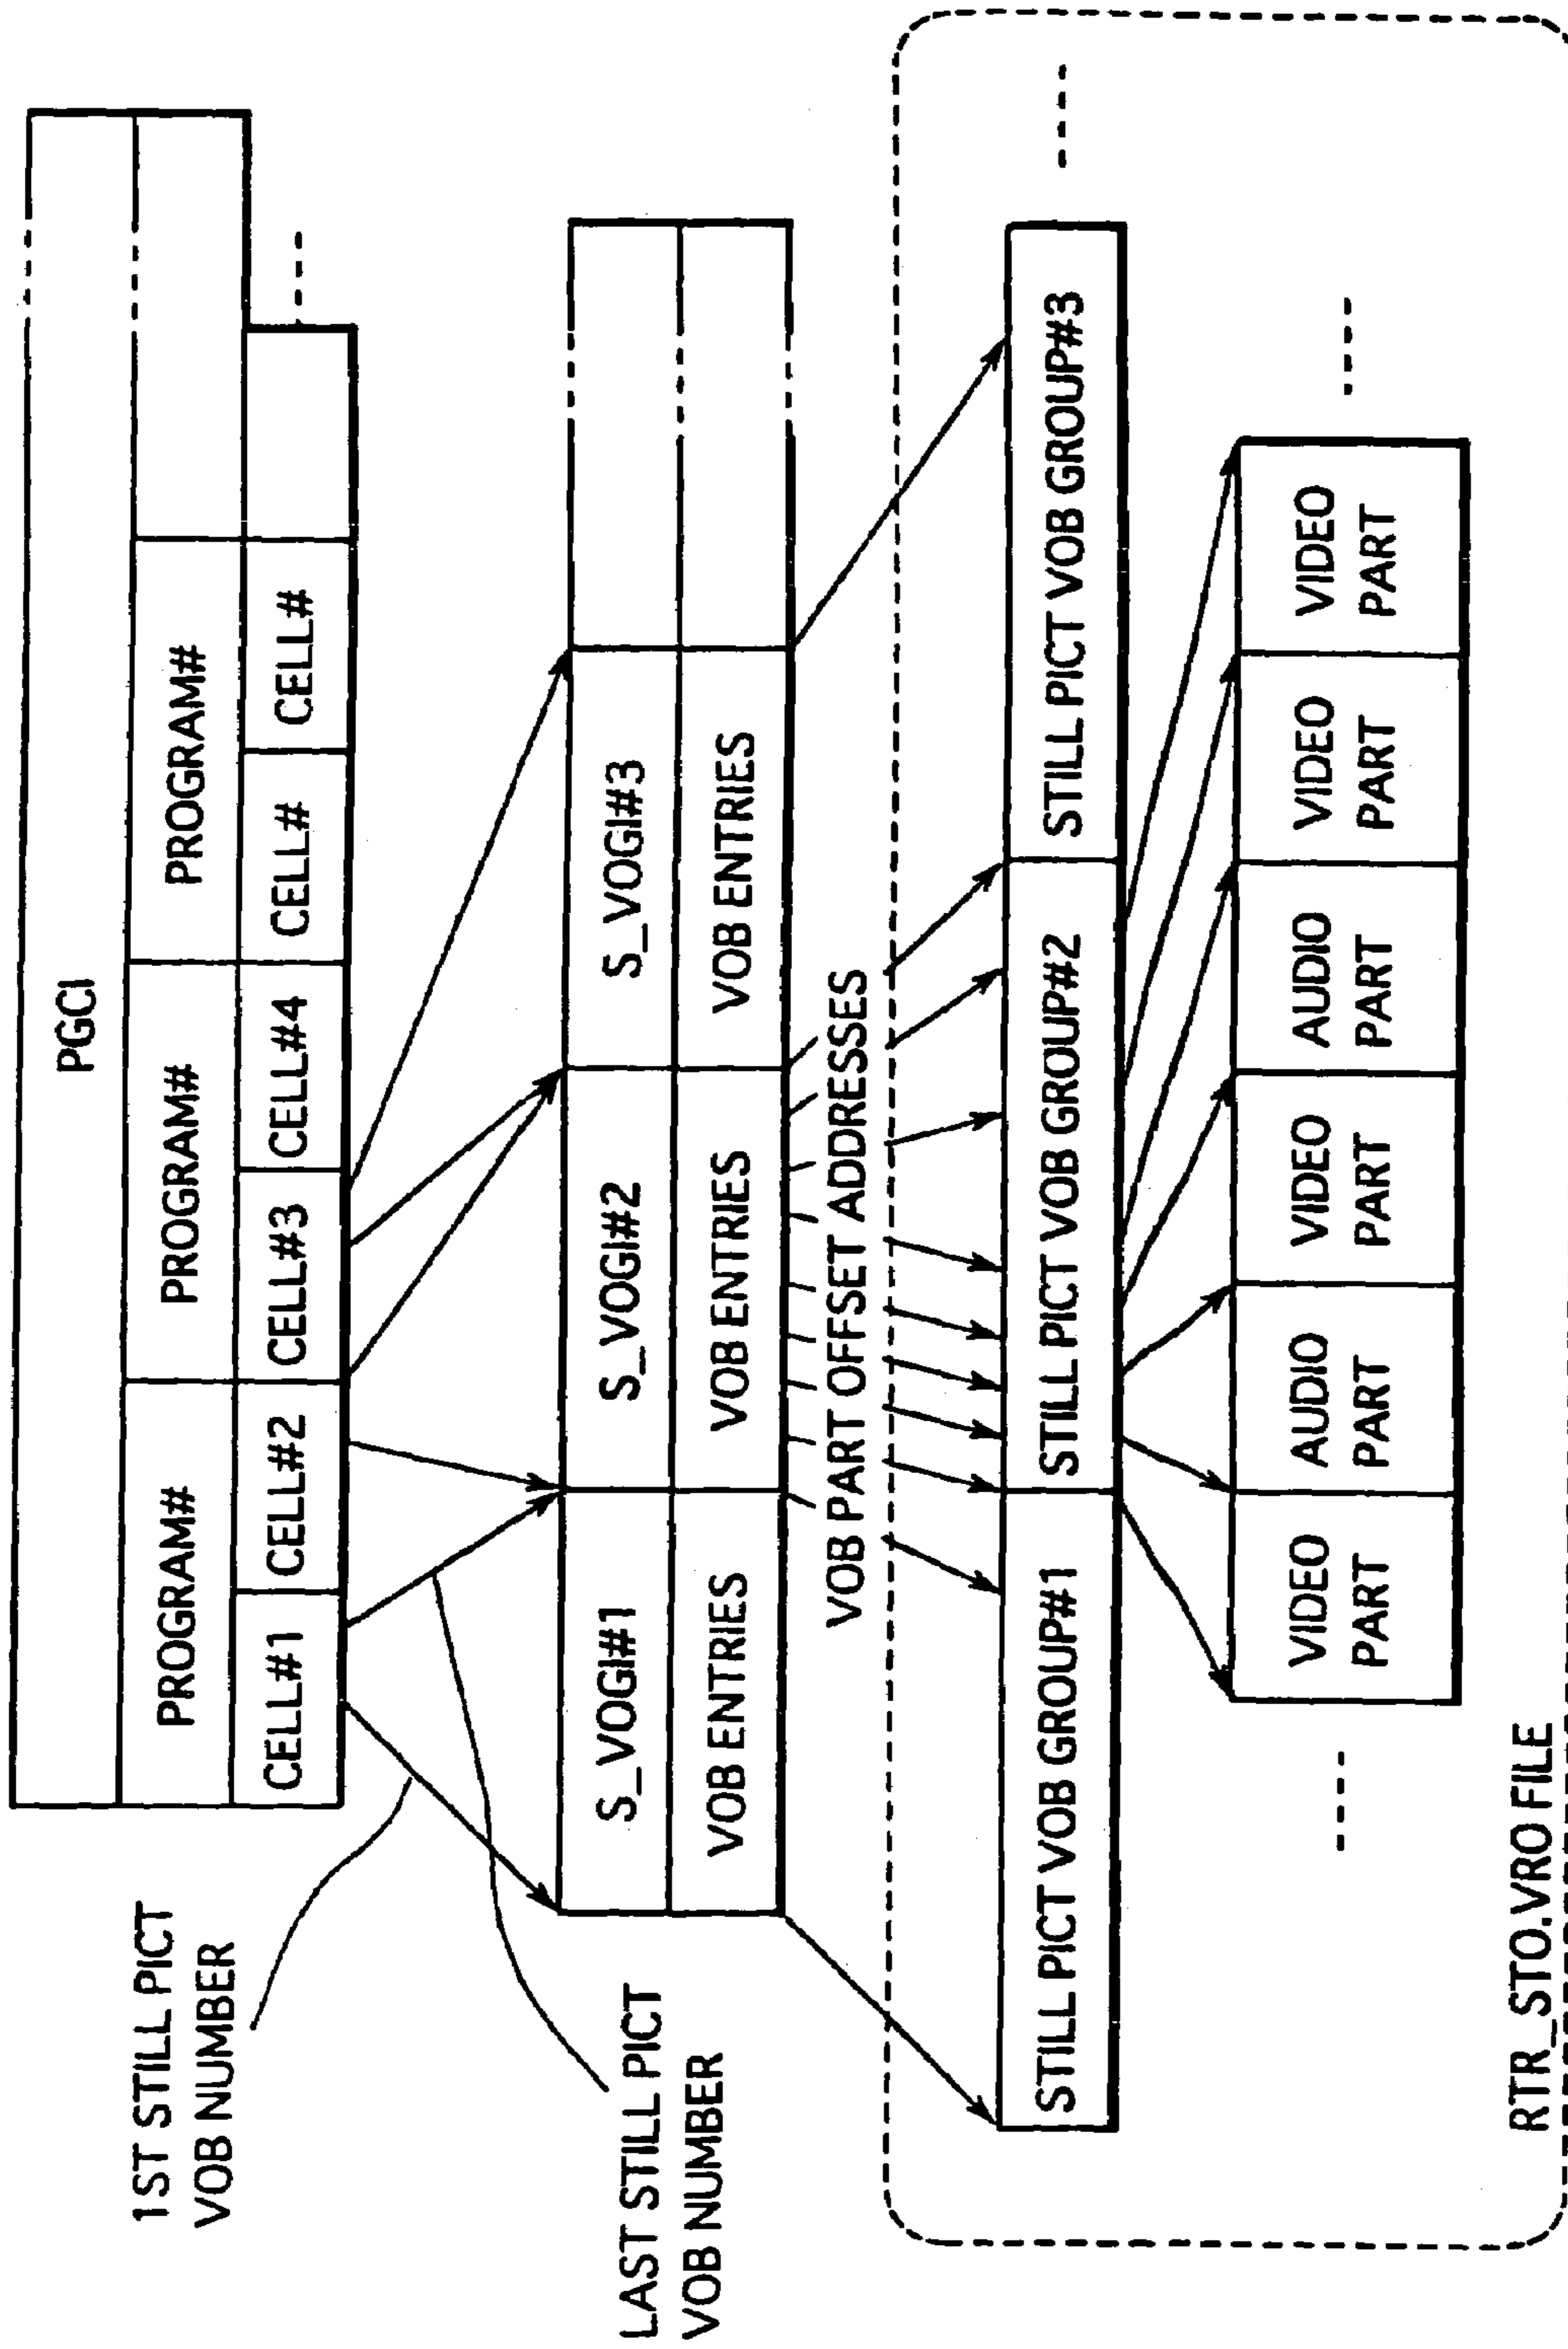 PGCI
PROGRAM# PROGRAM# PROGRAM#
CELL#1 CELL#2 CELL#3 CELL#4 CELL# CELL#
1ST STILL PICT
VOB NUMBER
LAST STILL PICT
VOB NUMBER
S_VOGI#1 S_VOGI#2 S_VOGI#3
VOB ENTRIES VOB ENTRIES VOB ENTRIES
VOB PART OFFSET ADDRESSES
STILL PICT VOB GROUP#1 STILL PICT VOB GROUP#2 STILL PICT VOB GROUP#3
VIDEO
PART
AUDIO
PART
VIDEO
PART
AUDIO
PART
VIDEO
PART
VIDEO
PART
RTR_STO.VRO FILE